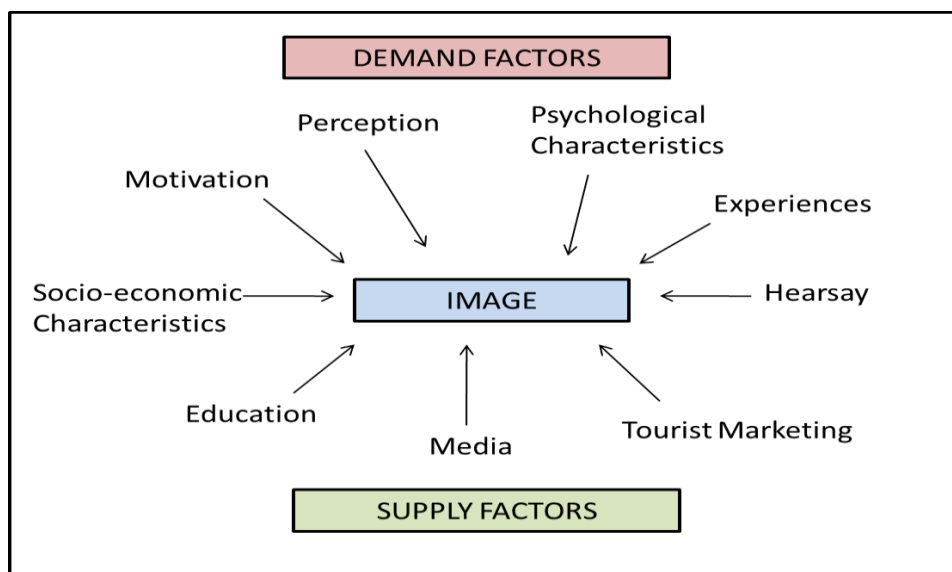 DEMAND FACTORS
Perception
Psychological
Characteristics
Motivation
Experiences
Socio-economic
Characteristics
IMAGE
Hearsay
Education
Media
Tourist Marketing
SUPPLY FACTORS